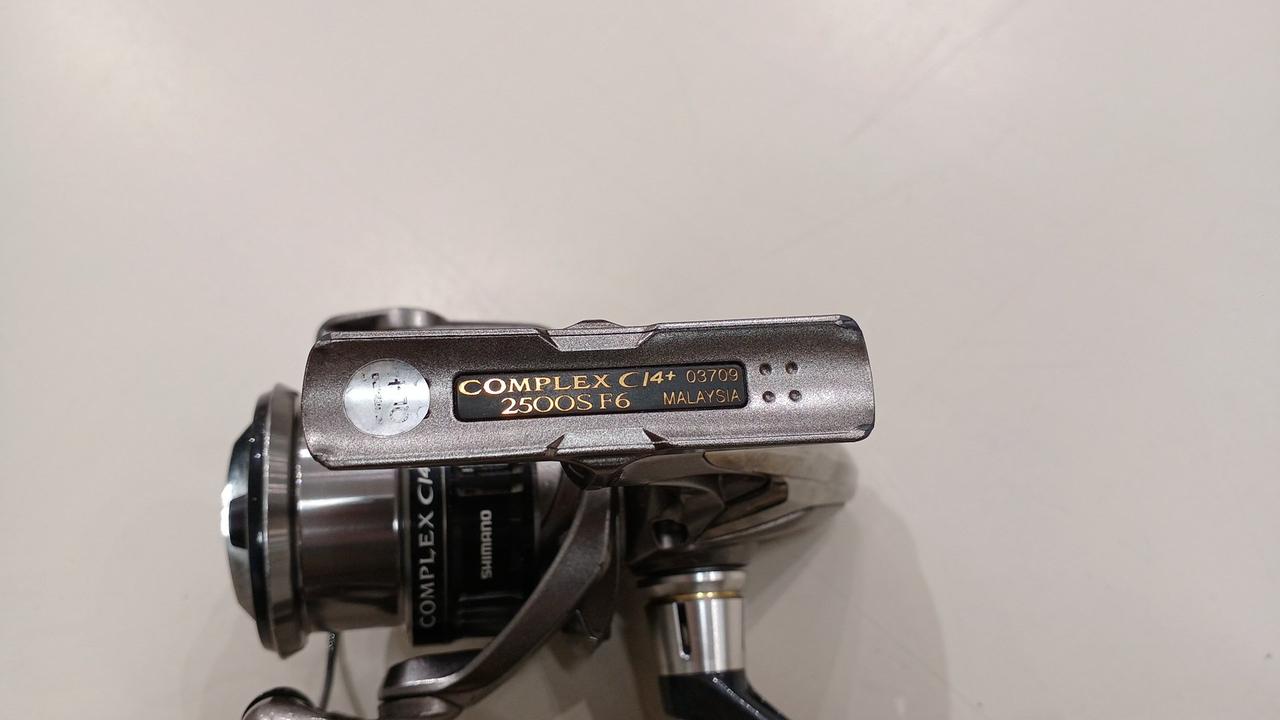 COMPLEX CI4+ 03709
2500S F6 MALAYSIA
COMPLEX CI4
SHIMANO